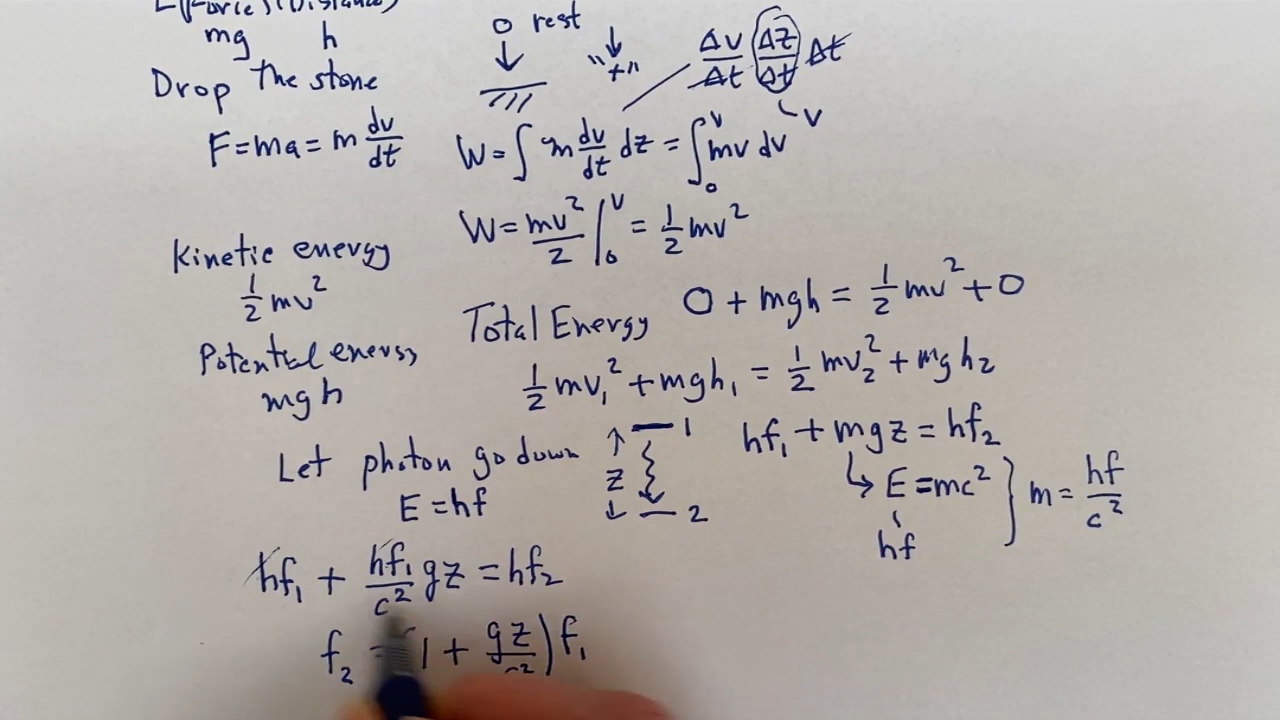 mg h
Drop The stone
0 rest
"+"
Δv/Δt Δz/Δt Δt
v
F=ma=m dv/dt
W=∫ m dv/dt dz = ∫₀ᵛ mv dv
W= mv²/2 |₀ᵛ = ½mv²
Kinetic energy
½mv²
Total Energy 0+mgh = ½mv²+0
Potential energy
mgh
½mv₁²+mgh₁ = ½mv₂²+mgh₂
Let photon go down
E=hf
1
z
2
hf₁+mgz=hf₂
E=mc²
hf
m= hf/c²
hf₁ + hf₁/c² gz = hf₂
f₂ = (1 + gz/c²) f₁